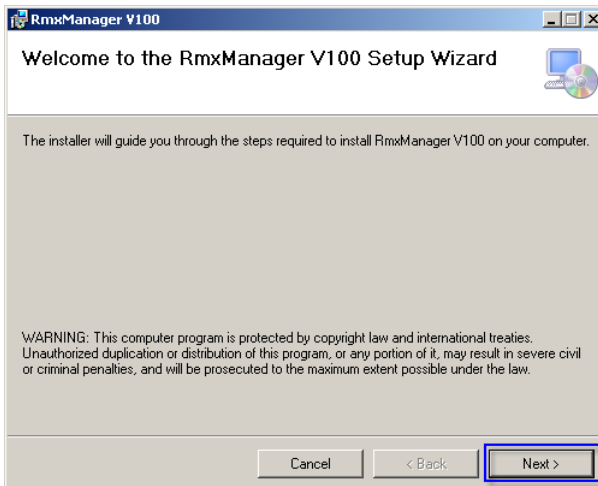 RmxManager V100
Welcome to the RmxManager V100 Setup Wizard
The installer will guide you through the steps required to install RmxManager V100 on your computer.
WARNING: This computer program is protected by copyright law and international treaties.
Unauthorized duplication or distribution of this program, or any portion of it, may result in severe civil
or criminal penalties, and will be prosecuted to the maximum extent possible under the law.
Cancel
< Back
Next >